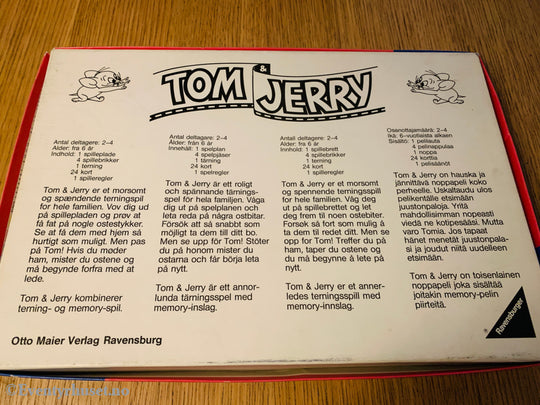 TOM & JERRY
Antal deltagere: 2–4
Alder: fra 6 år
Indhold: 1 spilleplade
4 spillebrikker
1 terning
24 kort
1 spilleregler
Tom & Jerry er et morsomt
og spændende terningspil
for hele familien. Vov dig ud
på spillepladen og prøv at
få fat på nogle ostestykker.
Se at få dem med hjem så
hurtigt som muligt. Men pas
på Tom! Hvis du møder
ham, mister du ostene og
må begynde forfra med at
lede.
Tom & Jerry kombinerer
terning- og memory-spil.
Antal deltagare: 2–4
Ålder: från 6 år
Innehåll: 1 spelplan
4 spelpjäser
1 tärning
24 kort
1 spelregler
Tom & Jerry är ett roligt
och spännande tärnings-
spel för hela familjen. Våga
dig ut på spelplanen och
leta reda på några ostbitar.
Försök att så snabbt som
möjligt ta dem till ditt bo.
Men se upp för Tom! Stöter
du på honom mister du
ostarna och får börja leta
på nytt.
Tom & Jerry är ett annor-
lunda tärningsspel med
memory-inslag.
Antall deltagere: 2–4
Alder: fra 6 år
Innhold: 1 spillebrett
4 spillebrikker
1 terning
24 kort
1 spilleregler
Tom & Jerry er et morsomt
og spennende terningspill
for hele familien. Våg deg
ut på spillebrettet og let
deg frem til noen ostebiter.
Forsøk så fort som mulig å
ta dem til redet ditt. Men se
opp for Tom! Treffer du på
ham, taper du ostene og
du må begynne å lete på
nytt.
Tom & Jerry er et anner-
ledes terningsspill med
memory-innslag.
Osanottajamäärä: 2–4
Ikä: 6-vuotiaista alkaen
Sisältö: 1 pelilauta
4 pelinappulaa
1 noppa
24 korttia
1 pelisäännöt
Tom & Jerry on hauska ja
jännittävä noppapeli koko
perheelle. Uskaltaudu ulos
pelikentälle etsimään
juustonpaloja. Yritä
mahdollisimman nopeasti
viedä ne kotipesääsi. Mutta
varo Tomia. Jos tapaat
hänet menetät juustonpala-
si ja joudut niitä uudelleen
etsimään.
Tom & Jerry on toisenlainen
noppapeli joka sisältää
joitakin memory-pelin
piirteitä.
Otto Maier Verlag Ravensburg
Ravensburger
© Eventyrhuset.no